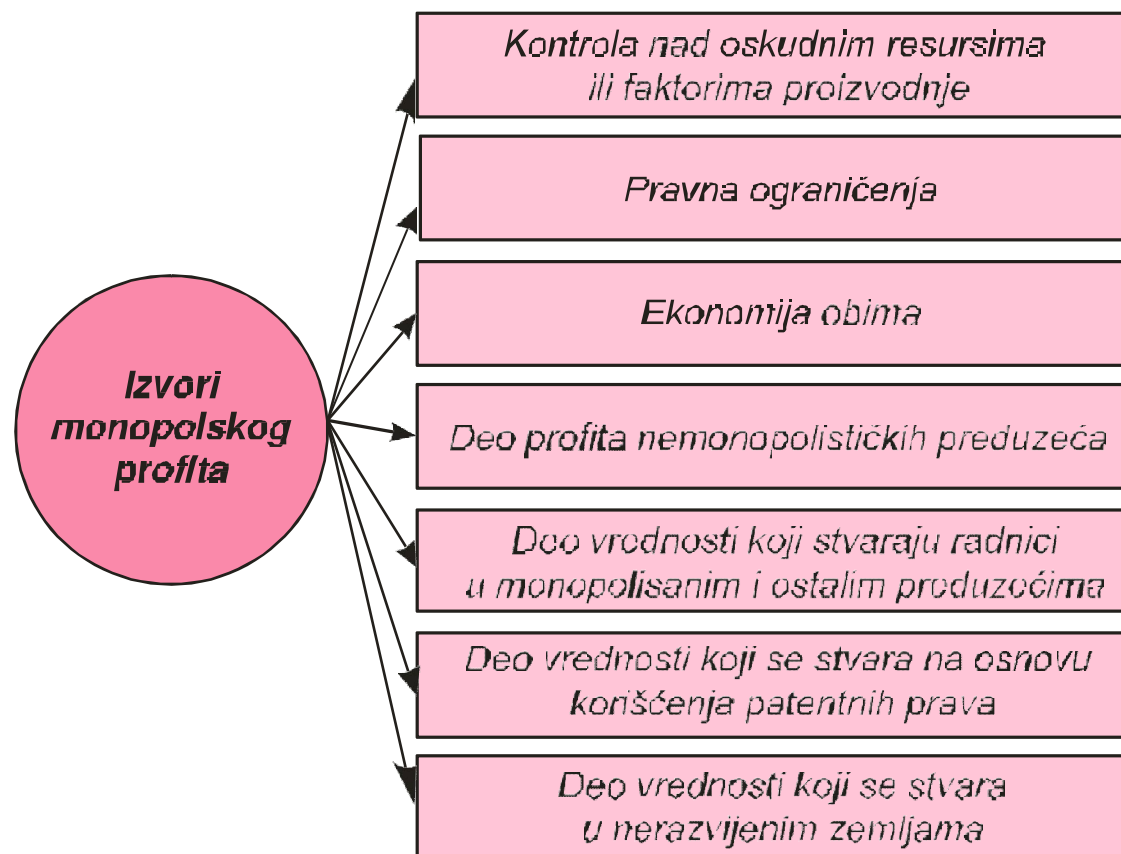 Kontrola nad oskudnim resursima
ili faktorima proizvodnje
Pravna ograničenja
Ekonomija obima
Izvori
monopolskog
profita
Deo profita nemonopolističkih preduzeća
Deo vrednosti koji stvaraju radnici
u monopolisanim i ostalim preduzećima
Deo vrednosti koji se stvara na osnovu
korišćenja patentnih prava
Deo vrednosti koji se stvara
u nerazvijenim zemljama